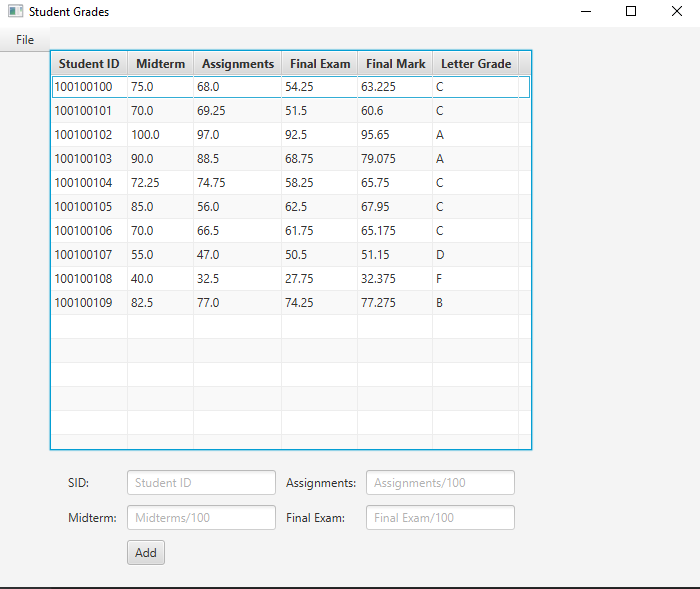 Student Grades
File
Student ID Midterm Assignments Final Exam Final Mark Letter Grade
100100100 75.0 68.0 54.25 63.225 C
100100101 70.0 69.25 51.5 60.6 C
100100102 100.0 97.0 92.5 95.65 A
100100103 90.0 88.5 68.75 79.075 A
100100104 72.25 74.75 58.25 65.75 C
100100105 85.0 56.0 62.5 67.95 C
100100106 70.0 66.5 61.75 65.175 C
100100107 55.0 47.0 50.5 51.15 D
100100108 40.0 32.5 27.75 32.375 F
100100109 82.5 77.0 74.25 77.275 B
SID: Student ID Assignments: Assignments/100
Midterm: Midterms/100 Final Exam: Final Exam/100
Add